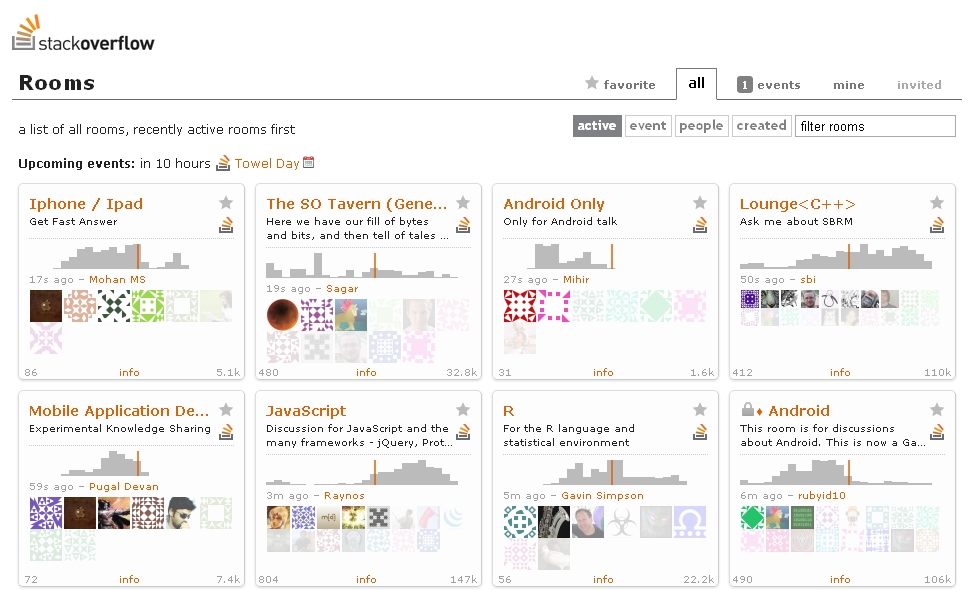 stackoverflow
Rooms
favorite
all
1 events
mine
invited
a list of all rooms, recently active rooms first
active
event
people
created
filter rooms
Upcoming events: in 10 hours Towel Day
Iphone / Ipad
Get Fast Answer
17s ago – Mohan MS
86 info 5.1k
The SO Tavern (Gene...
Here we have our fill of bytes
and bits, and then tell of tales ...
19s ago – Sagar
480 info 32.8k
Android Only
Only for Android talk
27s ago – Mihir
31 info 1.6k
Lounge<C++>
Ask me about SBRM
50s ago – sbi
412 info 110k
Mobile Application De...
Experimental Knowledge Sharing
59s ago – Pugal Devan
72 info 7.4k
JavaScript
Discussion for JavaScript and the
many frameworks - jQuery, Prot...
3m ago – Raynos
804 info 147k
R
For the R language and
statistical environment
5m ago – Gavin Simpson
56 info 22.2k
♦ Android
This room is for discussions
about Android. This is now a Ga...
6m ago – rubyid10
490 info 106k